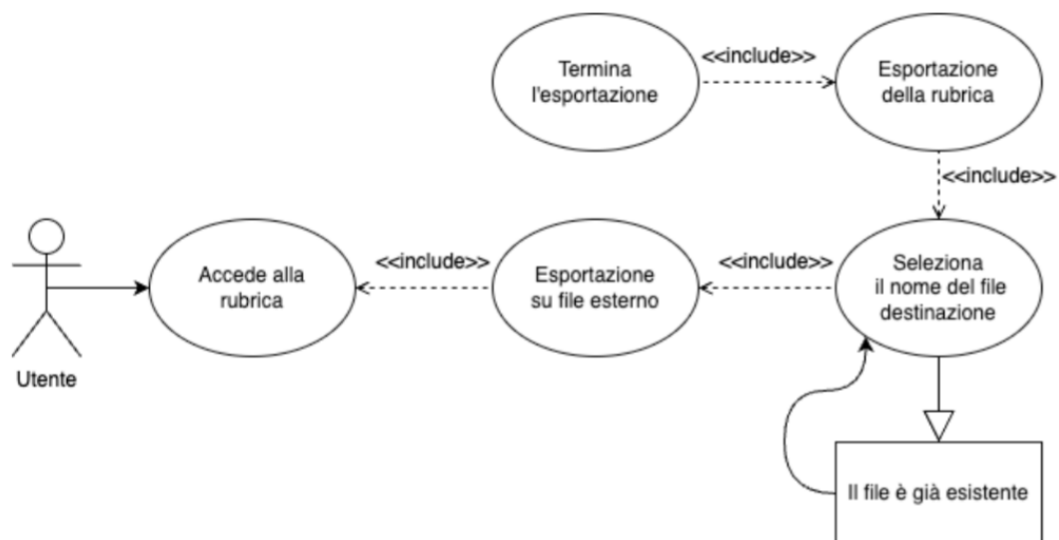 Termina
l'esportazione
<<include>>
Esportazione
della rubrica
<<include>>
Accede alla
rubrica
<<include>>
Esportazione
su file esterno
<<include>>
Seleziona
il nome del file
destinazione
Utente
Il file è già esistente